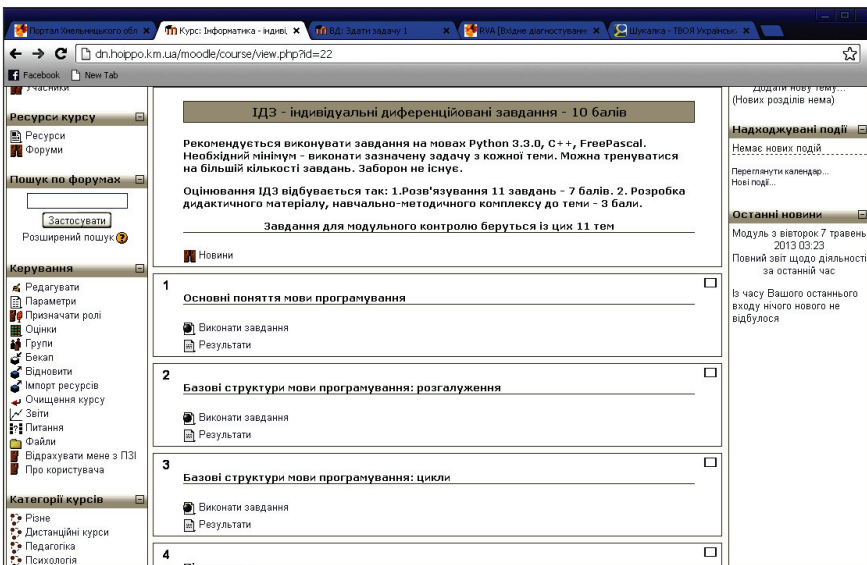 Портал Хмельницького обл
Курс: Інформатика - індиві
ВД: Здати задачу 1
RVA [Вхідне діагностуванн
Шукалка - ТВОЯ Українськ
dn.hoippo.km.ua/moodle/course/view.php?id=22
Facebook
New Tab
Учасники
Ресурси курсу
Ресурси
Форуми
Пошук по форумах
Застосувати
Розширений пошук
Керування
Редагувати
Параметри
Призначати ролі
Оцінки
Групи
Бекап
Відновити
Імпорт ресурсів
Очищення курсу
Звіти
Питання
Файли
Відрахувати мене з ПЗІ
Про користувача
Категорії курсів
Різне
Дистанційні курси
Педагогіка
Психологія
ІДЗ - індивідуальні диференційовані завдання - 10 балів
Рекомендується виконувати завдання на мовах Python 3.3.0, C++, FreePascal.
Необхідний мінімум - виконати зазначену задачу з кожної теми. Можна тренуватися
на більшій кількості завдань. Заборон не існує.
Оцінювання ІДЗ відбувається так: 1.Розв'язування 11 завдань - 7 балів. 2. Розробка
дидактичного матеріалу, навчально-методичного комплексу до теми - 3 бали.
Завдання для модульного контролю беруться із цих 11 тем
Новини
1
Основні поняття мови програмування
Виконати завдання
Результати
2
Базові структури мови програмування: розгалуження
Виконати завдання
Результати
3
Базові структури мови програмування: цикли
Виконати завдання
Результати
4
Додати нову тему...
(Нових розділів нема)
Надходжувані події
Немає нових подій
Переглянути календар...
Нові події...
Останні новини
Модуль з вівторок 7 травень
2013 03:23
Повний звіт щодо діяльності
за останній час
Із часу Вашого останнього
входу нічого нового не
відбулося